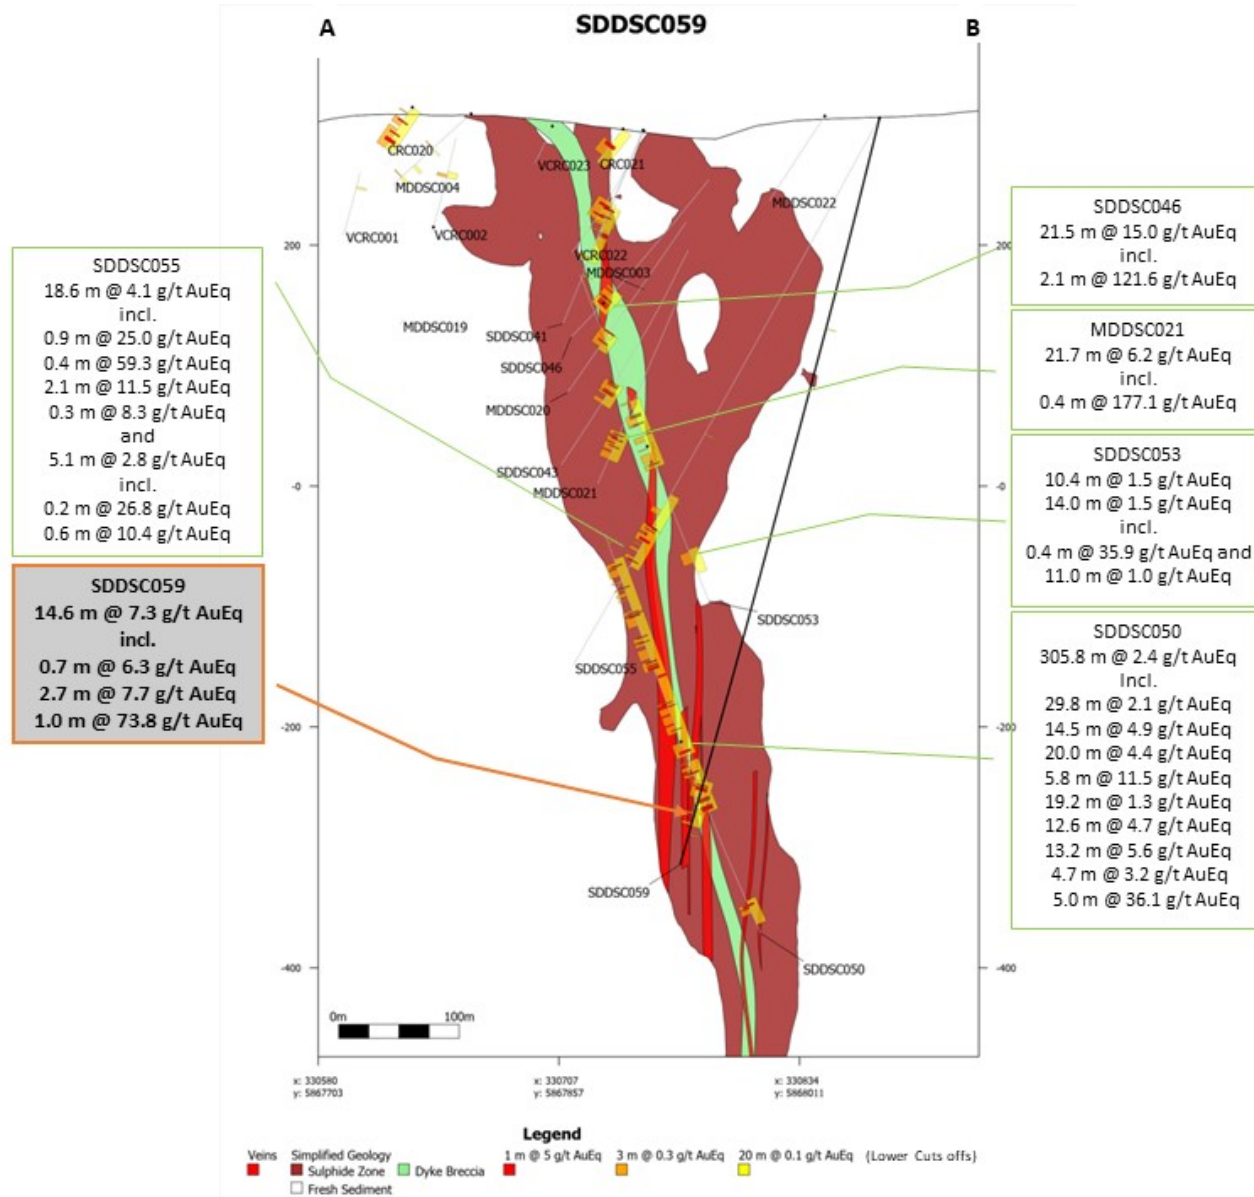 A
SDDSC059
B
CRC020
MDDSC004
VCRC001
VCRC002
VCRC023
CRC021
MDDSC022
VCRC022
MDDSC003
MDDSC019
SDDSC041
SDDSC046
MDDSC020
SDDSC043
MDDSC021
SDDSC053
SDDSC055
SDDSC059
SDDSC050
200
-0
-200
-400
200
-0
-200
-400
SDDSC055
18.6 m @ 4.1 g/t AuEq
incl.
0.9 m @ 25.0 g/t AuEq
0.4 m @ 59.3 g/t AuEq
2.1 m @ 11.5 g/t AuEq
0.3 m @ 8.3 g/t AuEq
and
5.1 m @ 2.8 g/t AuEq
incl.
0.2 m @ 26.8 g/t AuEq
0.6 m @ 10.4 g/t AuEq
SDDSC059
14.6 m @ 7.3 g/t AuEq
incl.
0.7 m @ 6.3 g/t AuEq
2.7 m @ 7.7 g/t AuEq
1.0 m @ 73.8 g/t AuEq
SDDSC046
21.5 m @ 15.0 g/t AuEq
incl.
2.1 m @ 121.6 g/t AuEq
MDDSC021
21.7 m @ 6.2 g/t AuEq
incl.
0.4 m @ 177.1 g/t AuEq
SDDSC053
10.4 m @ 1.5 g/t AuEq
14.0 m @ 1.5 g/t AuEq
incl.
0.4 m @ 35.9 g/t AuEq and
11.0 m @ 1.0 g/t AuEq
SDDSC050
305.8 m @ 2.4 g/t AuEq
Incl.
29.8 m @ 2.1 g/t AuEq
14.5 m @ 4.9 g/t AuEq
20.0 m @ 4.4 g/t AuEq
5.8 m @ 11.5 g/t AuEq
19.2 m @ 1.3 g/t AuEq
12.6 m @ 4.7 g/t AuEq
13.2 m @ 5.6 g/t AuEq
4.7 m @ 3.2 g/t AuEq
5.0 m @ 36.1 g/t AuEq
0m 100m
x: 330580
y: 5867703
x: 330707
y: 5867857
x: 330834
y: 5868011
Legend
Veins Simplified Geology 1 m @ 5 g/t AuEq 3 m @ 0.3 g/t AuEq 20 m @ 0.1 g/t AuEq (Lower Cuts offs)
Sulphide Zone Dyke Breccia
Fresh Sediment